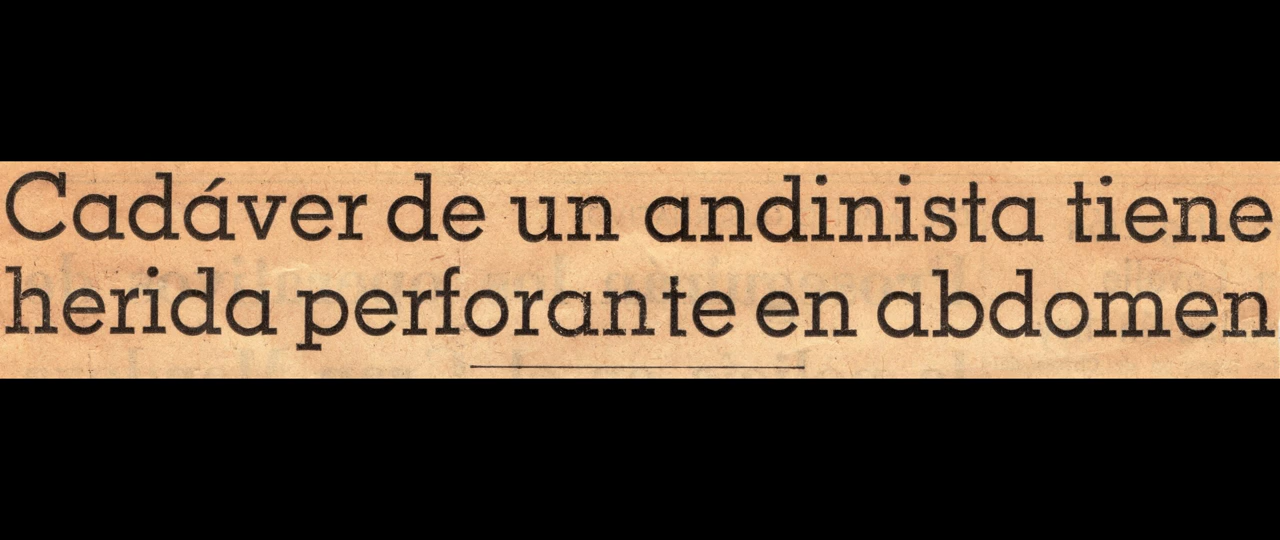 Cadáver de un andinista tiene
herida perforante en abdomen